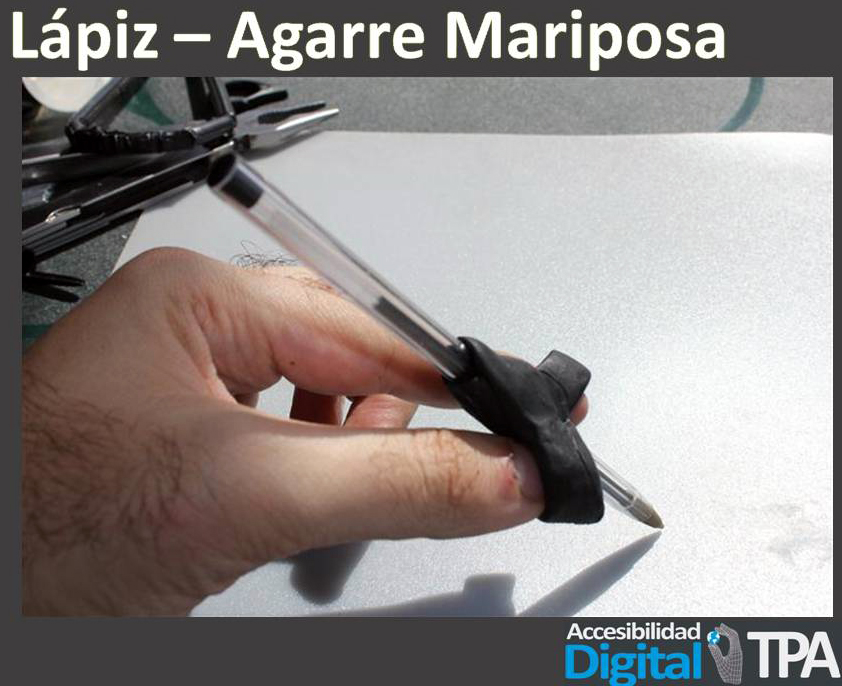 Lápiz – Agarre Mariposa
Accesibilidad
Digital TPA